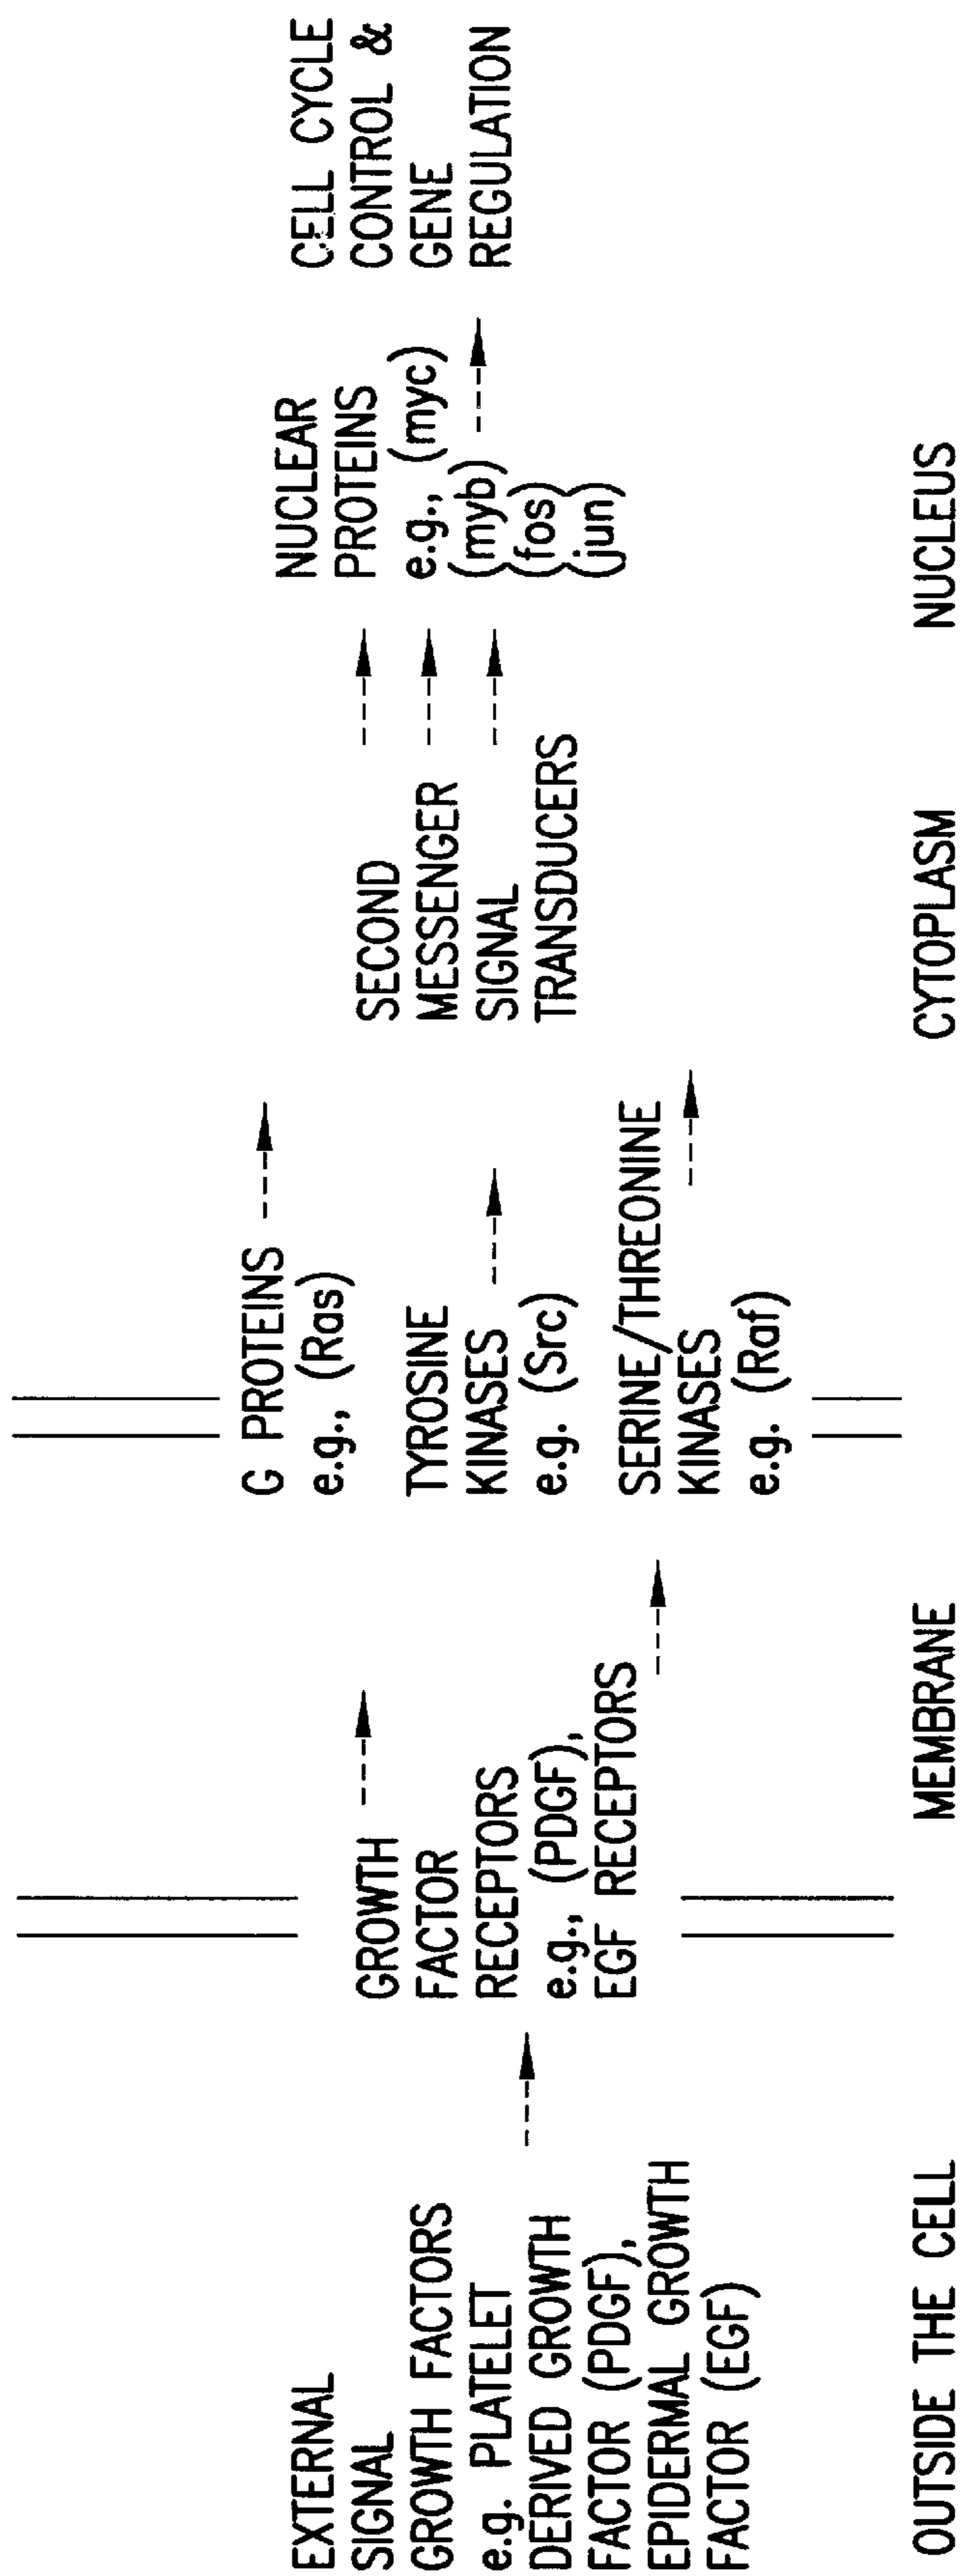 EXTERNAL
SIGNAL
GROWTH FACTORS
e.g. PLATELET
DERIVED GROWTH
FACTOR (PDGF),
EPIDERMAL GROWTH
FACTOR (EGF)
GROWTH
FACTOR
RECEPTORS
e.g., (PDGF),
EGF RECEPTORS
G PROTEINS
e.g., (Ras)
TYROSINE
KINASES
e.g. (Src)
SERINE/THREONINE
KINASES
e.g. (Raf)
SECOND
MESSENGER
SIGNAL
TRANSDUCERS
NUCLEAR
PROTEINS
e.g., (myc)
(myb)
(fos)
(jun)
CELL CYCLE
CONTROL &
GENE
REGULATION
OUTSIDE THE CELL
MEMBRANE
CYTOPLASM
NUCLEUS